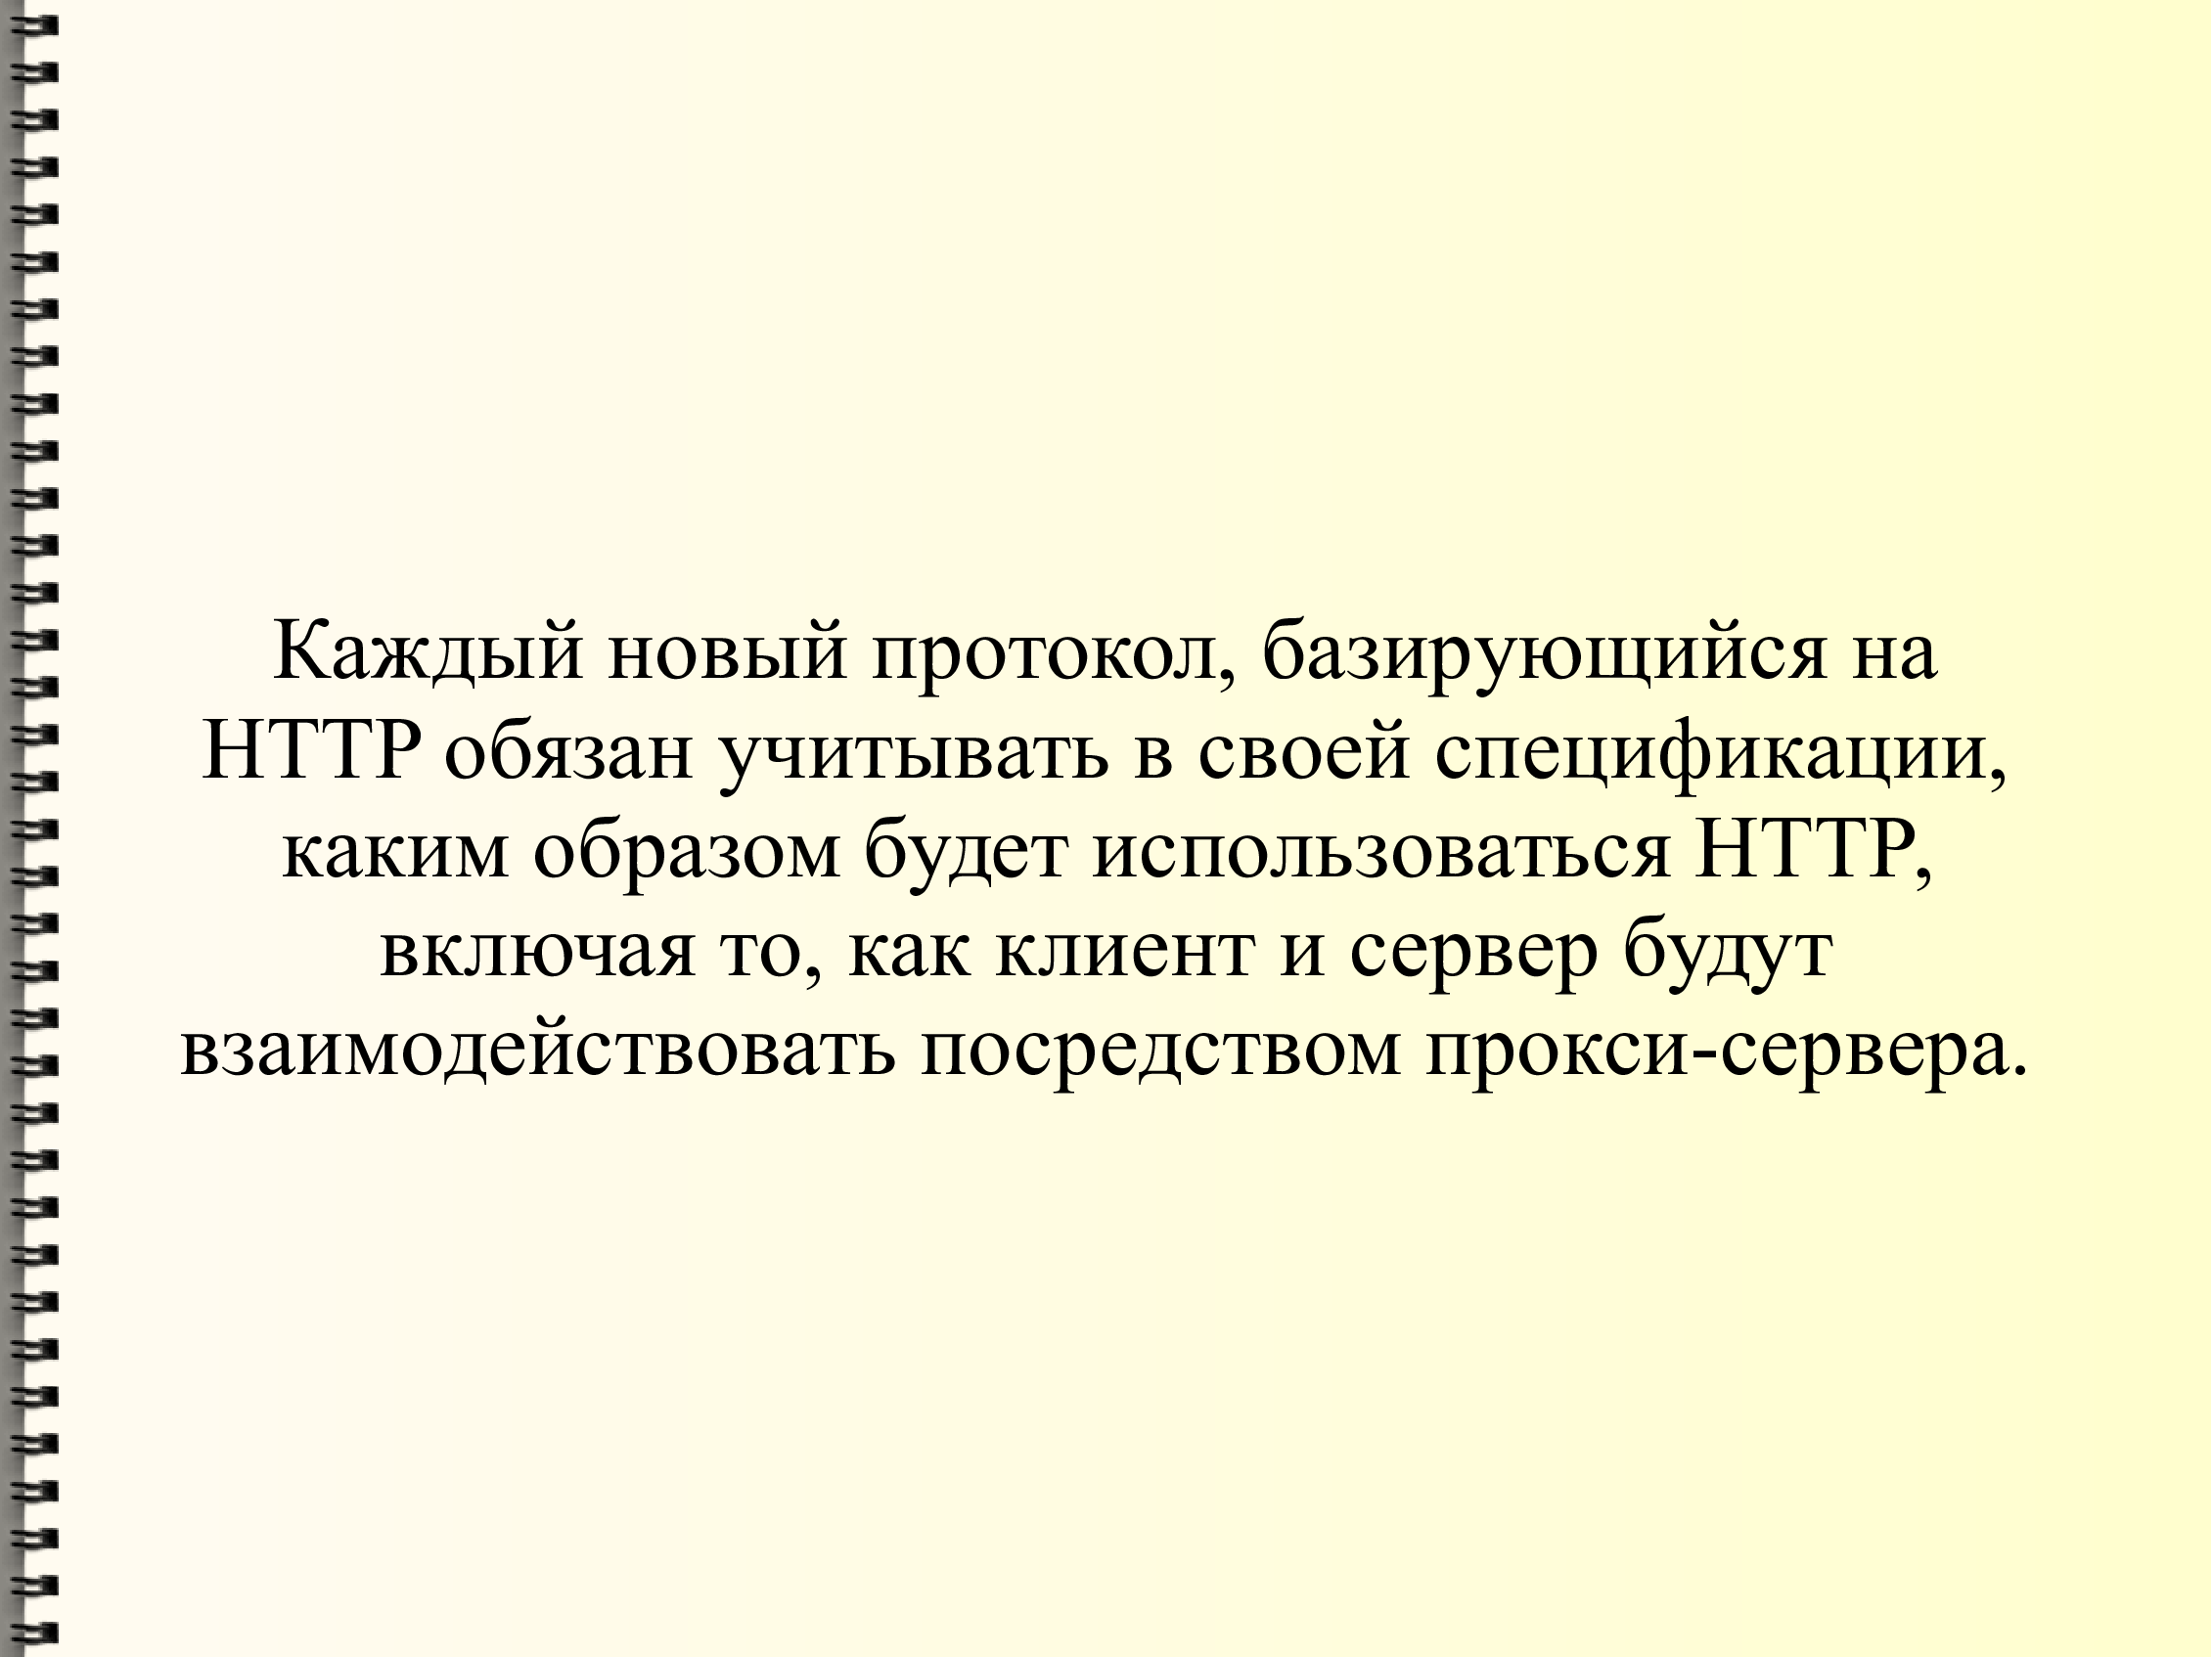 Каждый новый протокол, базирующийся на
HTTP обязан учитывать в своей спецификации,
каким образом будет использоваться HTTP,
включая то, как клиент и сервер будут
взаимодействовать посредством прокси-сервера.